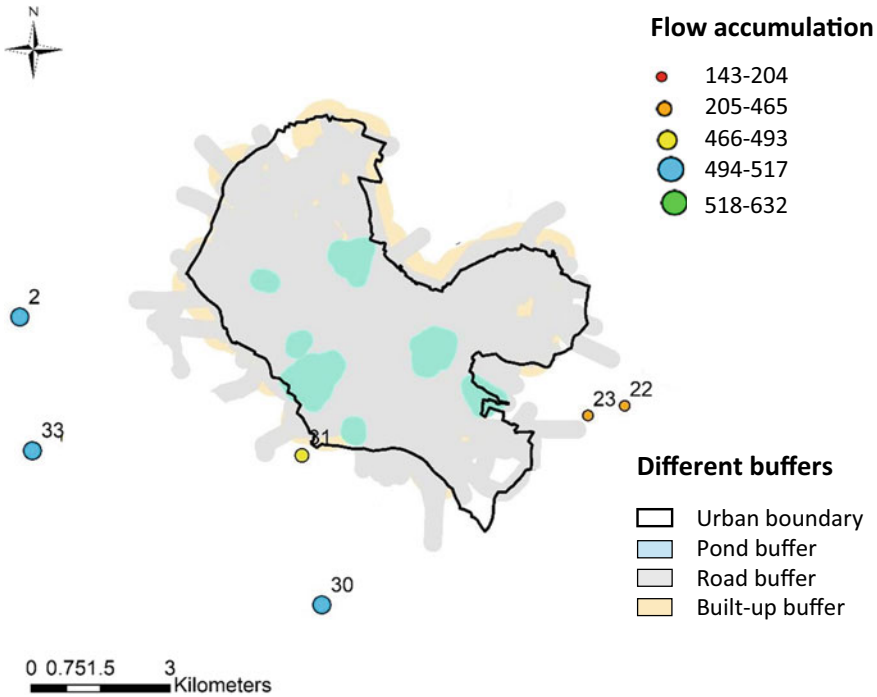 N
Flow accumulation
143-204
205-465
466-493
494-517
518-632
2
33
31
30
23
22
Different buffers
Urban boundary
Pond buffer
Road buffer
Built-up buffer
0 0.751.5 3
Kilometers